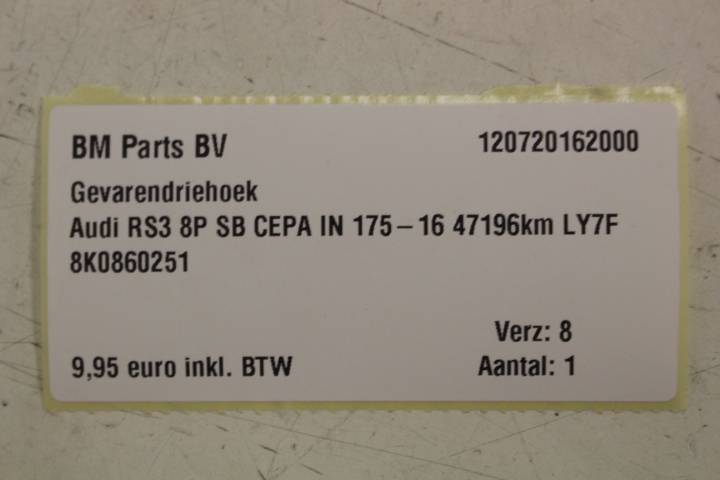 BM Parts BV 120720162000
Gevarendriehoek
Audi RS3 8P SB CEPA IN 175-16 47196km LY7F
8K0860251
Verz: 8
9,95 euro inkl. BTW Aantal: 1